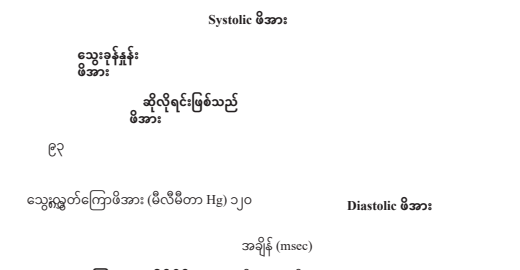 Systolic ဖိအား
သွေးခုန်နှုန်း
ဖိအား
ဆိုလိုရင်းဖြစ်သည်
ဖိအား
၉၃
သွေးလွှတ်ကြောဖိအား (မီလီမီတာ Hg) ၁၂၀
Diastolic ဖိအား
အချိန် (msec)